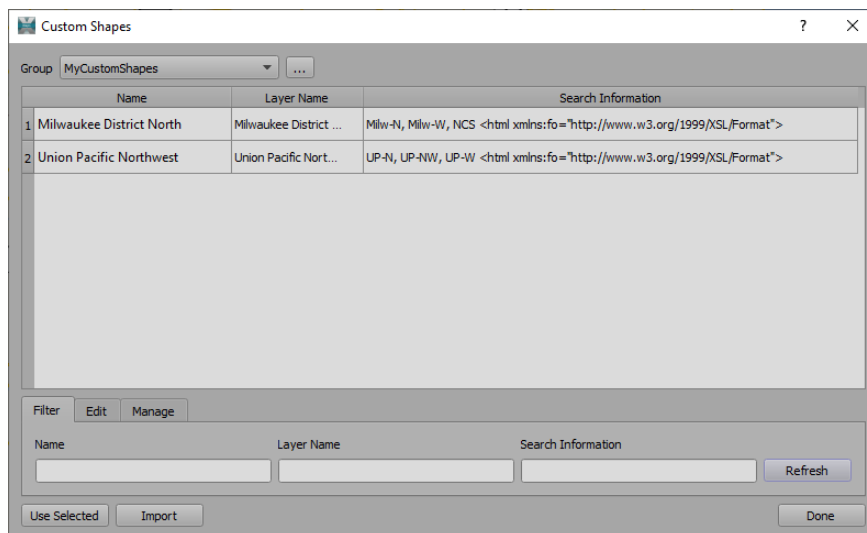 Custom Shapes ? X
Group MyCustomShapes ...
Name Layer Name Search Information
1 Milwaukee District North Milwaukee District ... Milw-N, Milw-W, NCS <html xmlns:fo="http://www.w3.org/1999/XSL/Format">
2 Union Pacific Northwest Union Pacific Nort... UP-N, UP-NW, UP-W <html xmlns:fo="http://www.w3.org/1999/XSL/Format">
Filter Edit Manage
Name Layer Name Search Information
Refresh
Use Selected Import Done